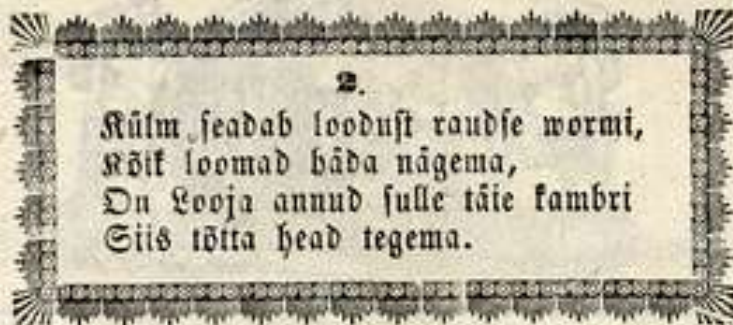 2.
Külm seadab loodust raudse wormi,
Kõik loomad häda nägema,
On Looja annud sulle täie kambri
Siis tõtta head tegema.